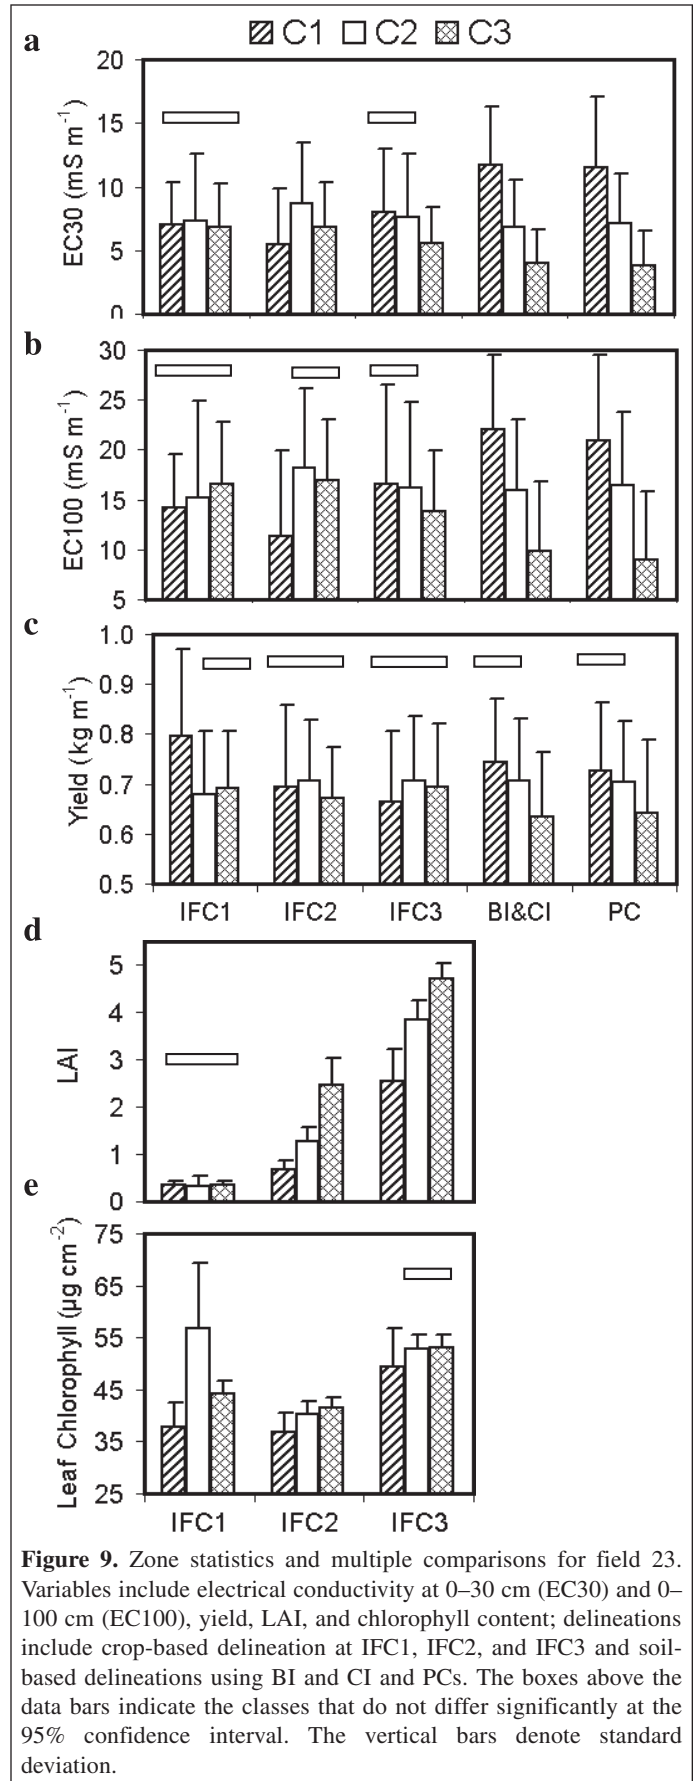 a
C1 C2 C3
EC30 (mS m-1)
20
15
10
5
0
b
EC100 (mS m-1)
30
25
20
15
10
5
c
Yield (kg m-1)
1.0
0.9
0.8
0.7
0.6
0.5
IFC1 IFC2 IFC3 BI&CI PC
d
LAI
5
4
3
2
1
0
e
Leaf Chlorophyll (µg cm-2)
75
65
55
45
35
25
IFC1 IFC2 IFC3
Figure 9. Zone statistics and multiple comparisons for field 23.
Variables include electrical conductivity at 0–30 cm (EC30) and 0–
100 cm (EC100), yield, LAI, and chlorophyll content; delineations
include crop-based delineation at IFC1, IFC2, and IFC3 and soil-
based delineations using BI and CI and PCs. The boxes above the
data bars indicate the classes that do not differ significantly at the
95% confidence interval. The vertical bars denote standard
deviation.